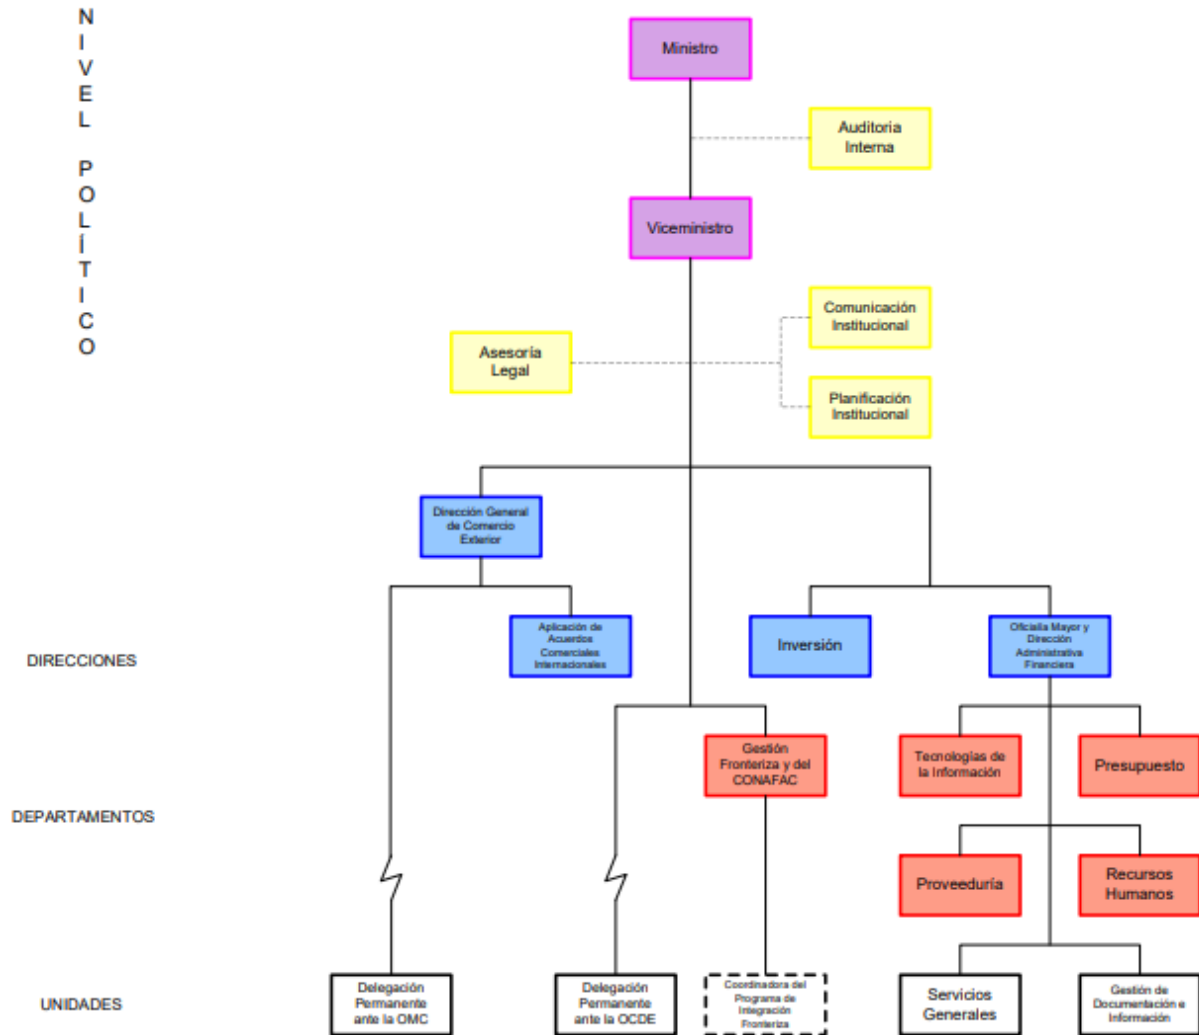 NIVEL POLÍTICO
Ministro
Auditoria
Interna
Viceministro
Comunicación
Institucional
Asesoría
Legal
Planificación
Institucional
Dirección General
de Comercio
Exterior
DIRECCIONES
Aplicación de
Acuerdos
Comerciales
Internacionales
Inversión
Oficialía Mayor y
Dirección
Administrativa
Financiera
DEPARTAMENTOS
Gestión
Fronteriza y del
CONAFAC
Tecnologías de
la Información
Presupuesto
Proveeduría
Recursos
Humanos
UNIDADES
Delegación
Permanente
ante la OMC
Delegación
Permanente
ante la OCDE
Coordinadora del
Programa de
Integración
Fronteriza
Servicios
Generales
Gestión de
Documentación e
Información